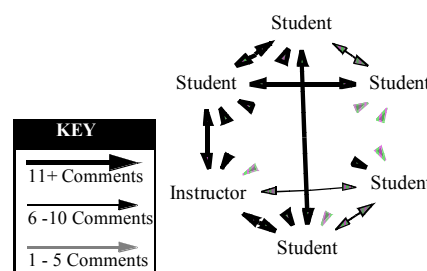 Student
Student
Student
KEY
11+ Comments
6 -10 Comments
1 - 5 Comments
Instructor
Student
Student